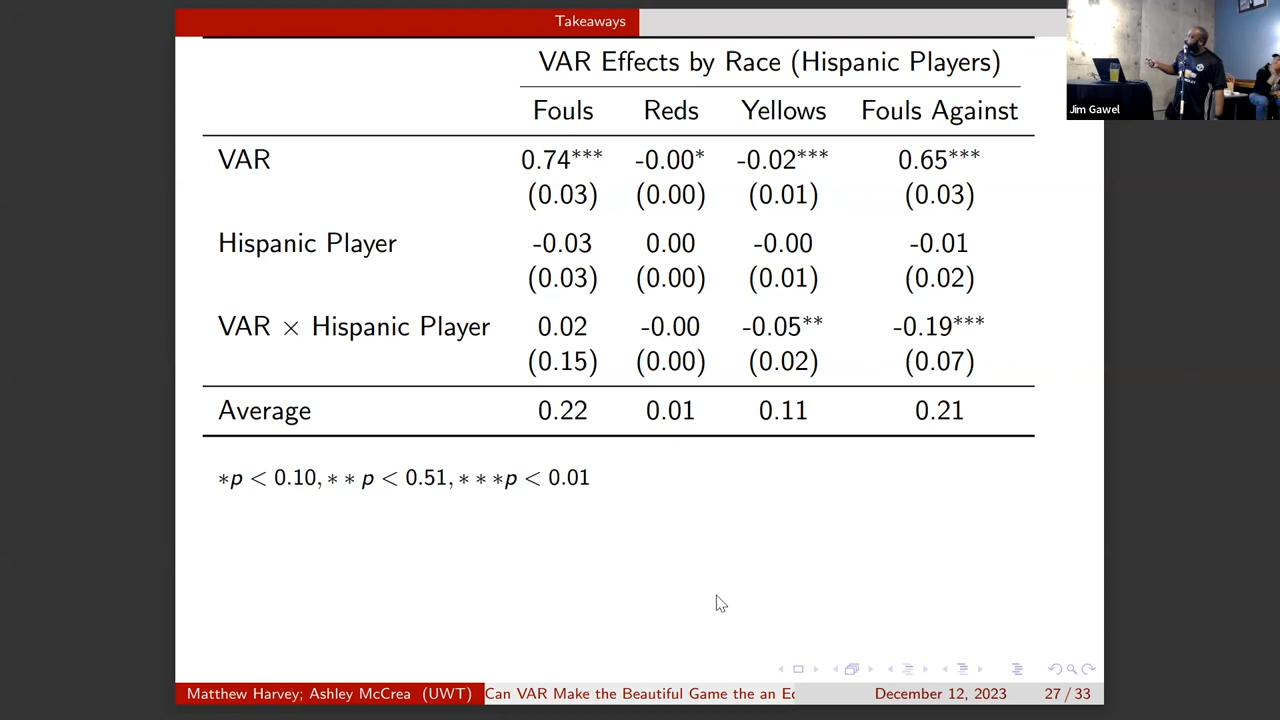 Takeaways
VAR Effects by Race (Hispanic Players)
Fouls Reds Yellows Fouls Against
VAR 0.74*** -0.00* -0.02*** 0.65***
(0.03) (0.00) (0.01) (0.03)
Hispanic Player -0.03 0.00 -0.00 -0.01
(0.03) (0.00) (0.01) (0.02)
VAR × Hispanic Player 0.02 -0.00 -0.05** -0.19***
(0.15) (0.00) (0.02) (0.07)
Average 0.22 0.01 0.11 0.21
*p < 0.10, * * p < 0.51, * * *p < 0.01
Matthew Harvey; Ashley McCrea (UWT) Can VAR Make the Beautiful Game the an Ec December 12, 2023 27 / 33
Jim Gawel